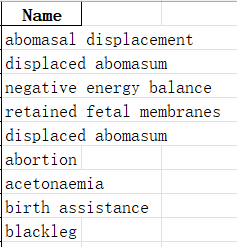 Name
abomasal displacement
displaced abomasum
negative energy balance
retained fetal membranes
displaced abomasum
abortion
acetonaemia
birth assistance
blackleg